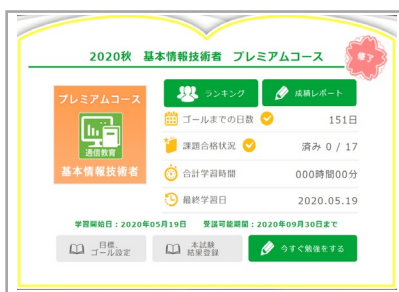 2020秋 基本情報技術者 プレミアムコース
修了
プレミアムコース
通信教育
基本情報技術者
ランキング
成績レポート
ゴールまでの日数
151日
課題合格状況
済み 0 / 17
合計学習時間
000時間00分
最終学習日
2020.05.19
学習開始日：2020年05月19日 受講可能期間：2020年09月30日まで
目標、
ゴール設定
本試験
結果登録
今すぐ勉強をする